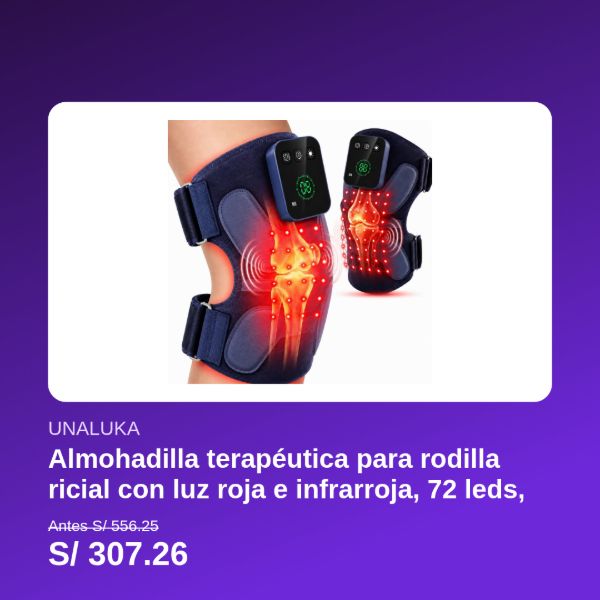 UNALUKA
Almohadilla terapéutica para rodilla
ricial con luz roja e infrarroja, 72 leds,
Antes S/ 556.25
S/ 307.26